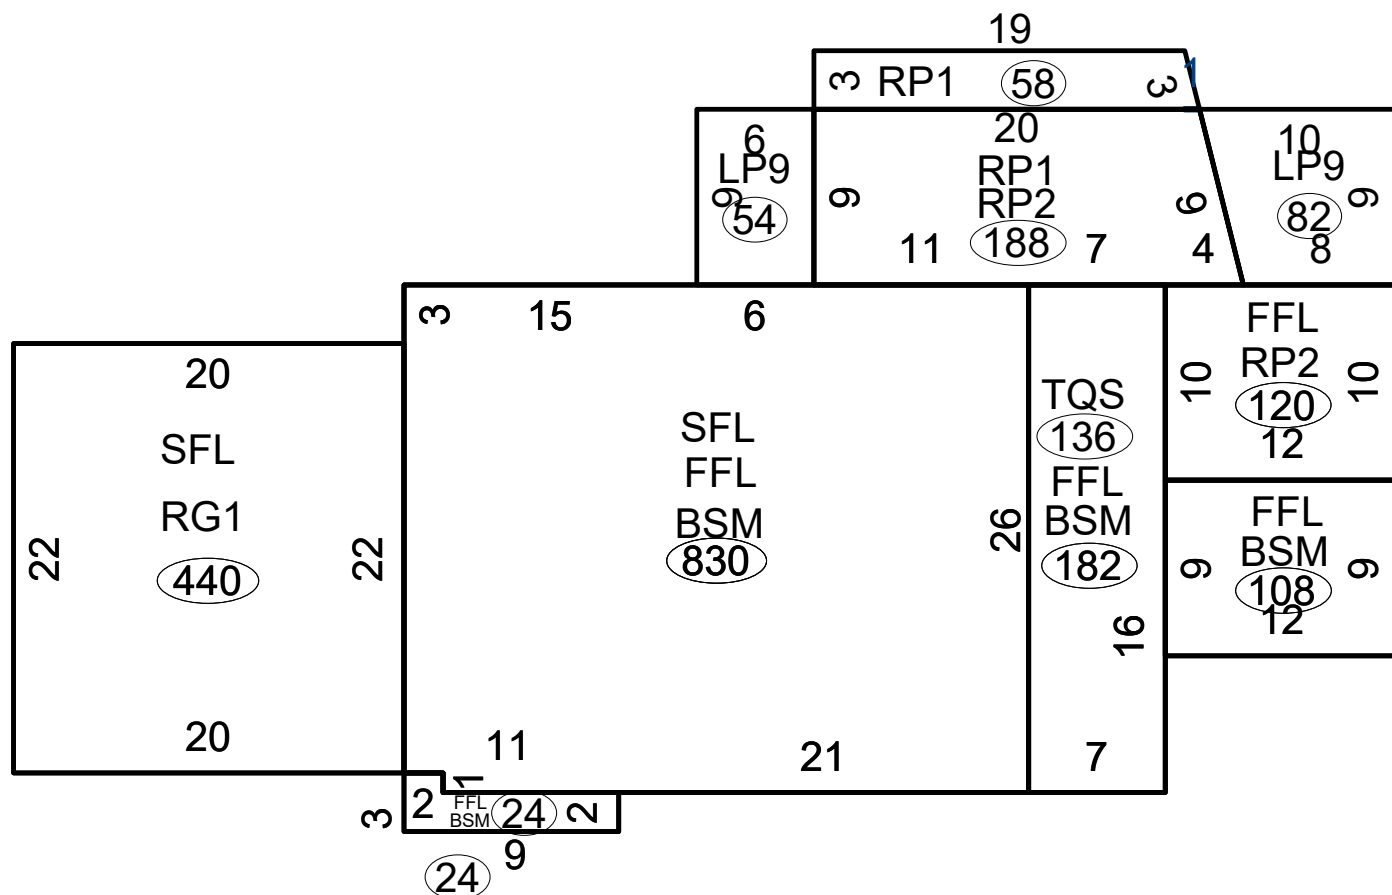 19
3 RP1 58 3 1
6 20 10
LP9 RP1 LP9
9 9 RP2 9 9
54 188 82
11 7 4 8
3 15 6 FFL
20 RP2
10 10
TQS 120
SFL SFL 136 12
FFL FFL FFL
RG1 BSM 26 BSM BSM
22 22 830 182 9 9
440 108
12
16
20 11 21 7
1
3 2 FFL 24 2
BSM
9
24